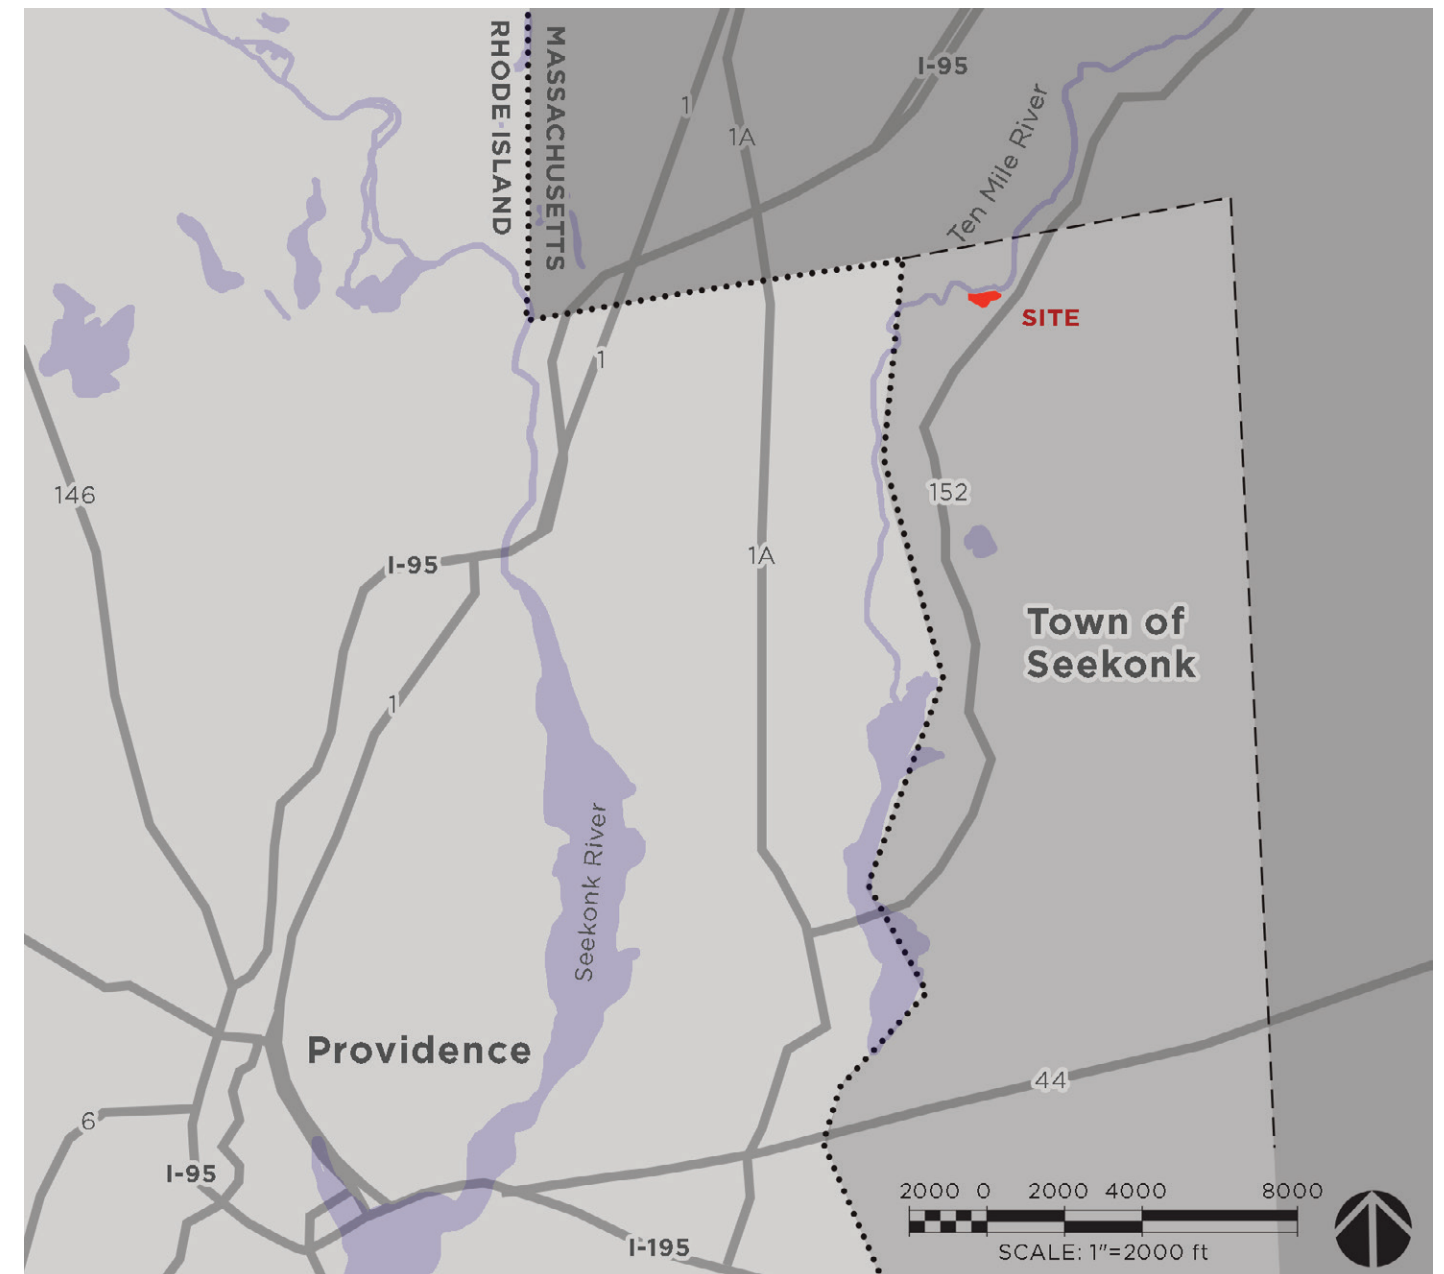 RHODE ISLAND
MASSACHUSETTS
I-95
1
1A
Ten Mile River
SITE
1
146
152
1A
I-95
Town of
Seekonk
1
Seekonk River
Providence
44
6
I-95
2000 0 2000 4000 8000
I-195
SCALE: 1"=2000 ft